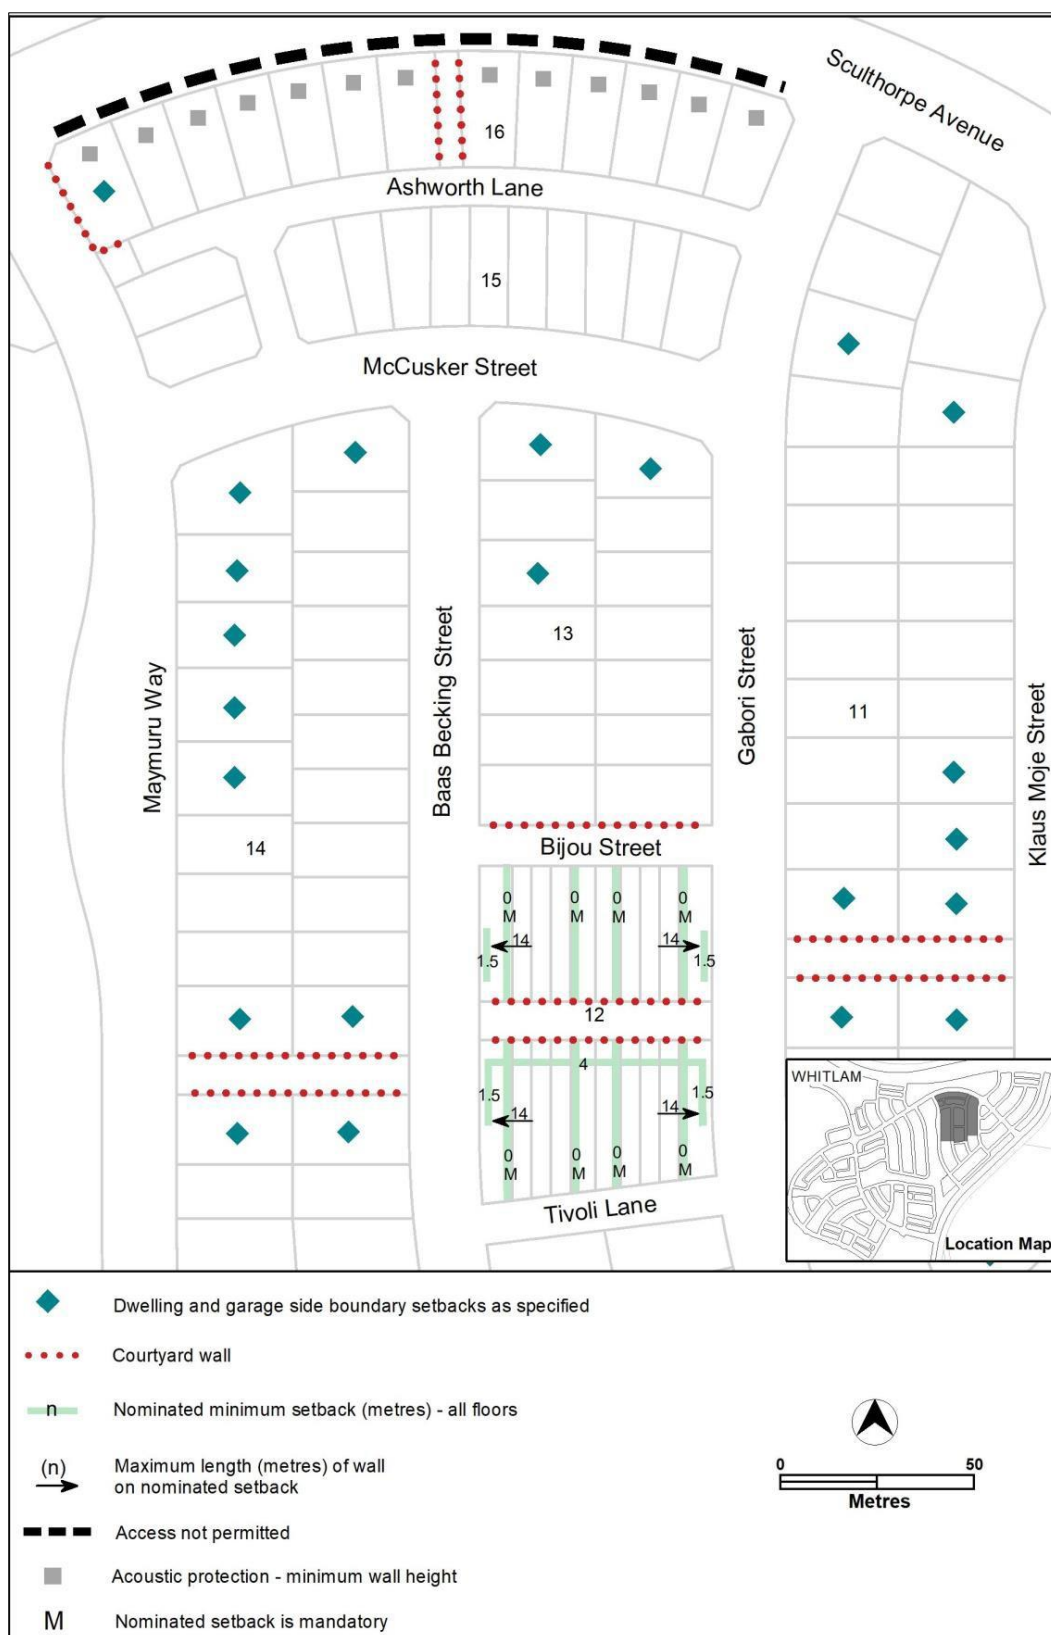 Sculthorpe Avenue
16
Ashworth Lane
15
McCusker Street
13
Maymuru Way
Baas Becking Street
Gabori Street
11
Klaus Moje Street
14
Bijou Street
0 0 0 0
M M M M
14 14
1.5 1.5
12
4
1.5 1.5
14 14
0 0 0 0
M M M M
Tivoli Lane
WHITLAM
Location Map
Dwelling and garage side boundary setbacks as specified
Courtyard wall
n Nominated minimum setback (metres) - all floors
(n) Maximum length (metres) of wall
on nominated setback
Access not permitted
Acoustic protection - minimum wall height
M Nominated setback is mandatory
0 50
Metres